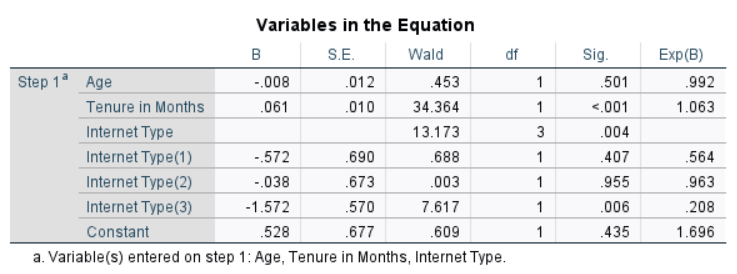 Variables in the Equation
B S.E. Wald df Sig. Exp(B)
Step 1a Age -.008 .012 .453 1 .501 .992
Tenure in Months .061 .010 34.364 1 <.001 1.063
Internet Type 13.173 3 .004
Internet Type(1) -.572 .690 .688 1 .407 .564
Internet Type(2) -.038 .673 .003 1 .955 .963
Internet Type(3) -1.572 .570 7.617 1 .006 .208
Constant .528 .677 .609 1 .435 1.696
a. Variable(s) entered on step 1: Age, Tenure in Months, Internet Type.